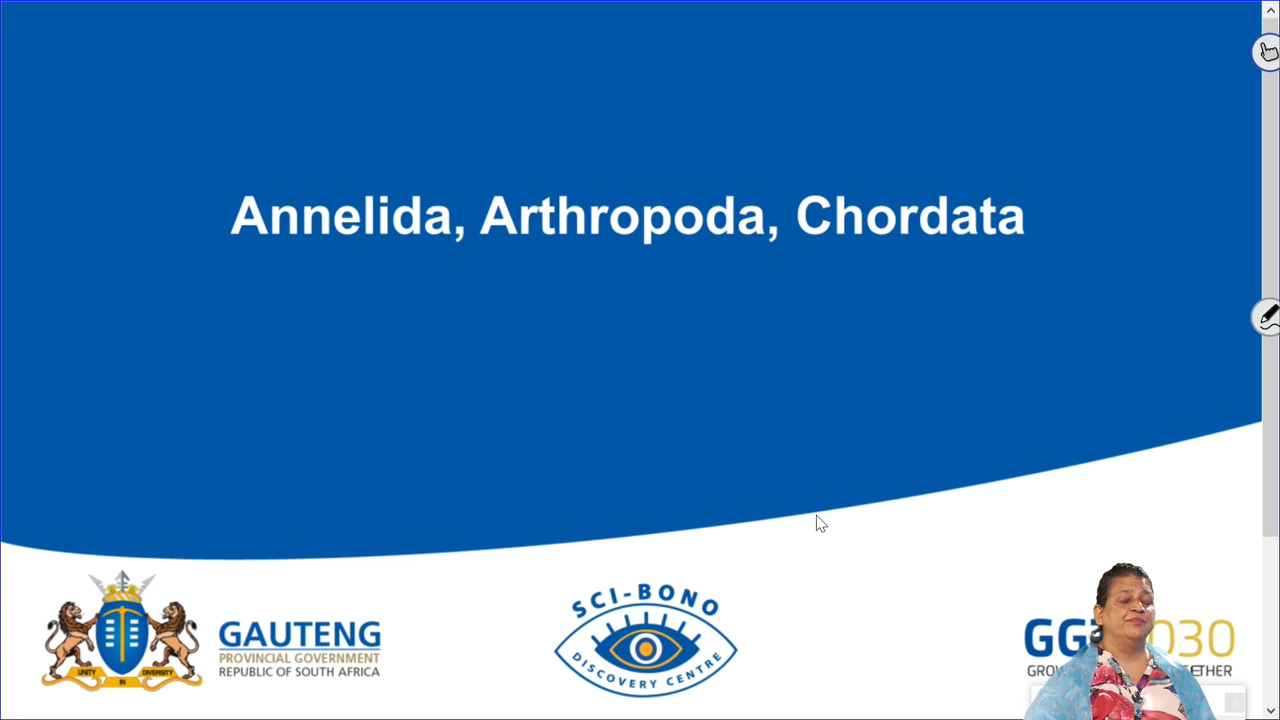 Annelida, Arthropoda, Chordata
GAUTENG
PROVINCIAL GOVERNMENT
REPUBLIC OF SOUTH AFRICA
UNITY IN DIVERSITY
SCI-BONO
DISCOVERY CENTRE